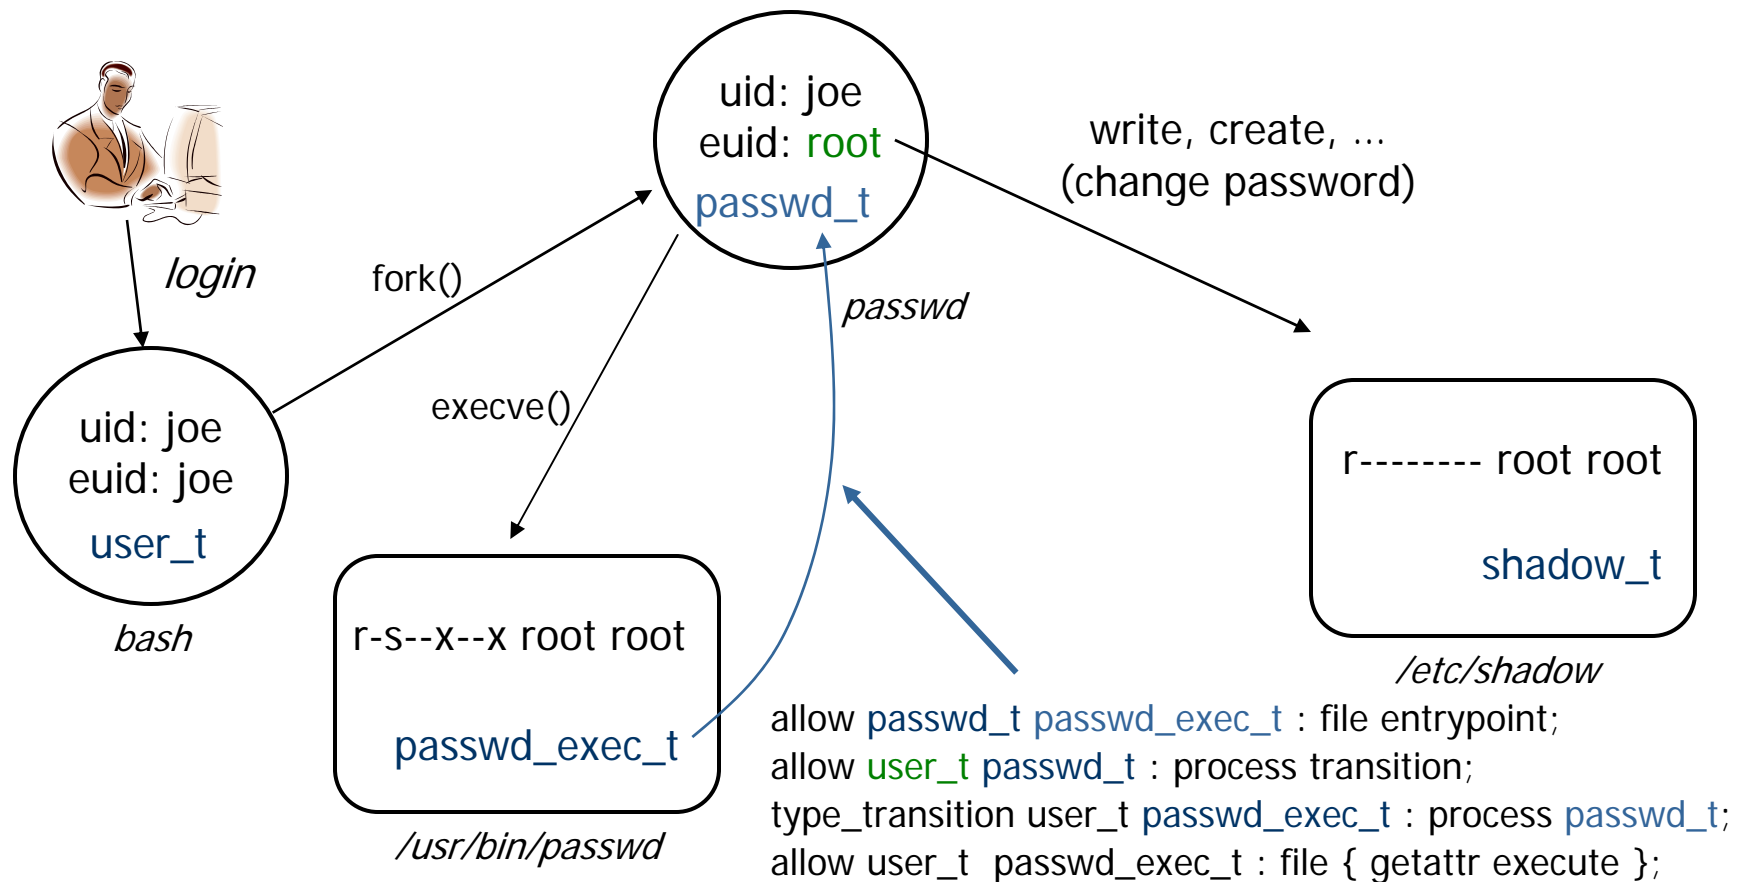 uid: joe
euid: root
passwd_t
write, create, ...
(change password)
login
fork()
passwd
execve()
uid: joe
euid: joe
user_t
bash
r-------- root root
shadow_t
/etc/shadow
r-s--x--x root root
passwd_exec_t
/usr/bin/passwd
allow passwd_t passwd_exec_t : file entrypoint;
allow user_t passwd_t : process transition;
type_transition user_t passwd_exec_t : process passwd_t;
allow user_t passwd_exec_t : file { getattr execute };